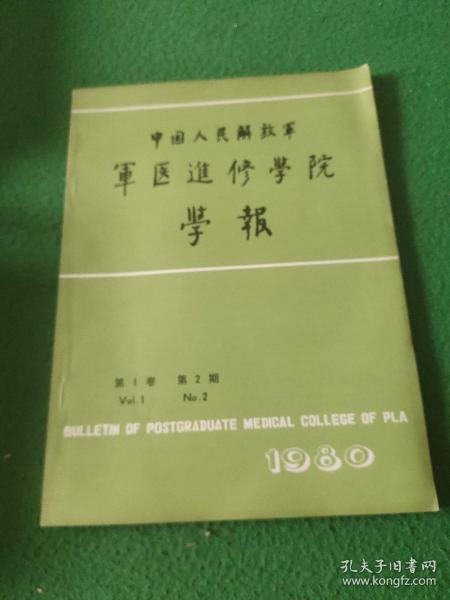 中国人民解放军
軍医進修學院
學報
第1卷 第2期
Vol.1 No.2
BULLETIN OF POSTGRADUATE MEDICAL COLLEGE OF PLA
1980
孔夫子旧书网
www.kongfz.com